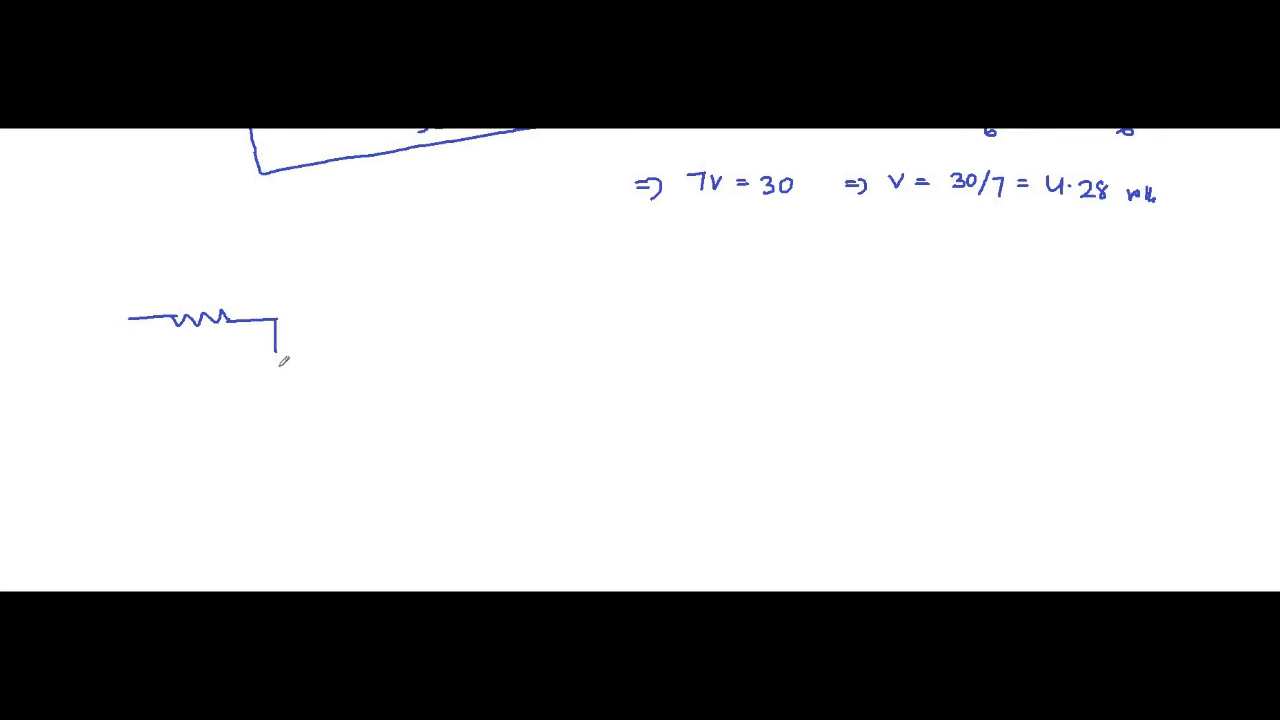 => 7V = 30 => V = 30/7 = 4.28